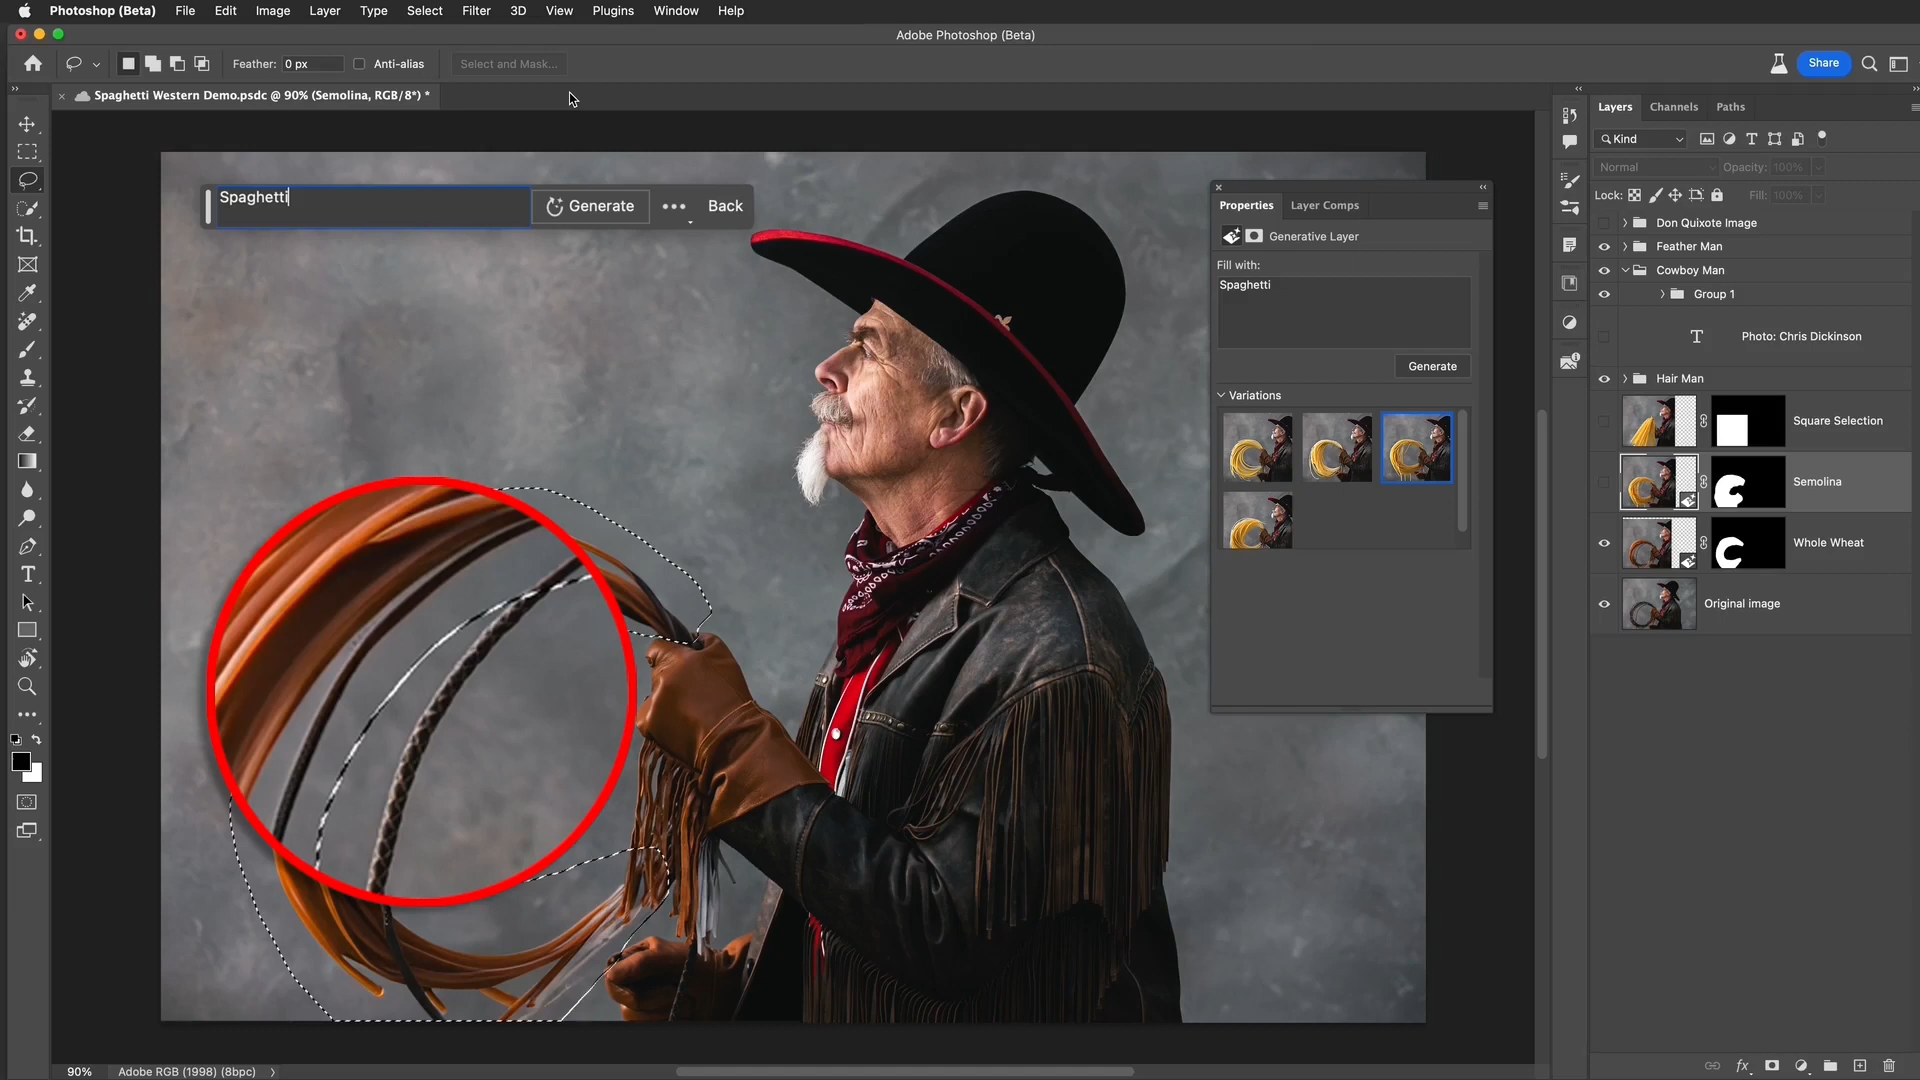 Photoshop (Beta) File Edit Image Layer Type Select Filter 3D View Plugins Window Help
Adobe Photoshop (Beta)
Feather: 0 px Anti-alias Select and Mask... Share
Spaghetti Western Demo.psdc @ 90% (Semolina, RGB/8*) *
Spaghetti
Generate
Back
Properties Layer Comps
Generative Layer
Fill with:
Spaghetti
Generate
Variations
Layers Channels Paths
Kind
Normal Opacity: 100%
Lock: Fill: 100%
Don Quixote Image
Feather Man
Cowboy Man
Group 1
Photo: Chris Dickinson
Hair Man
Square Selection
Semolina
Whole Wheat
Original image
90% Adobe RGB (1998) (8bpc)